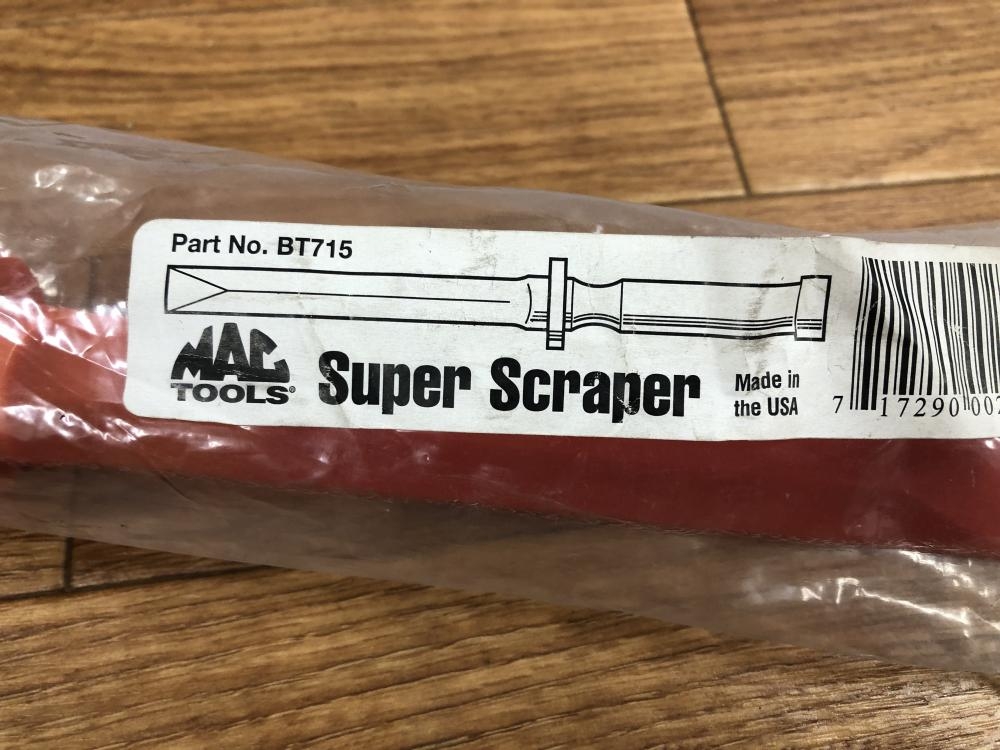 Part No. BT715
MAC
TOOLS®
Super Scraper
Made in
the USA
7 17290 00